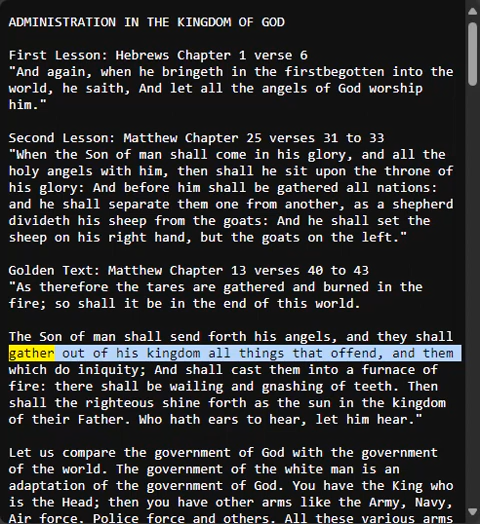 ADMINISTRATION IN THE KINGDOM OF GOD
First Lesson: Hebrews Chapter 1 verse 6
"And again, when he bringeth in the firstbegotten into the
world, he saith, And let all the angels of God worship
him."
Second Lesson: Matthew Chapter 25 verses 31 to 33
"When the Son of man shall come in his glory, and all the
holy angels with him, then shall he sit upon the throne of
his glory: And before him shall be gathered all nations:
and he shall separate them one from another, as a shepherd
divideth his sheep from the goats: And he shall set the
sheep on his right hand, but the goats on the left."
Golden Text: Matthew Chapter 13 verses 40 to 43
"As therefore the tares are gathered and burned in the
fire; so shall it be in the end of this world.
The Son of man shall send forth his angels, and they shall
gather out of his kingdom all things that offend, and them
which do iniquity; And shall cast them into a furnace of
fire: there shall be wailing and gnashing of teeth. Then
shall the righteous shine forth as the sun in the kingdom
of their Father. Who hath ears to hear, let him hear."
Let us compare the government of God with the government
of the world. The government of the white man is an
adaptation of the government of God. You have the King who
is the Head; then you have other arms like the Army, Navy,
Air force, Police force and others. All these various arms